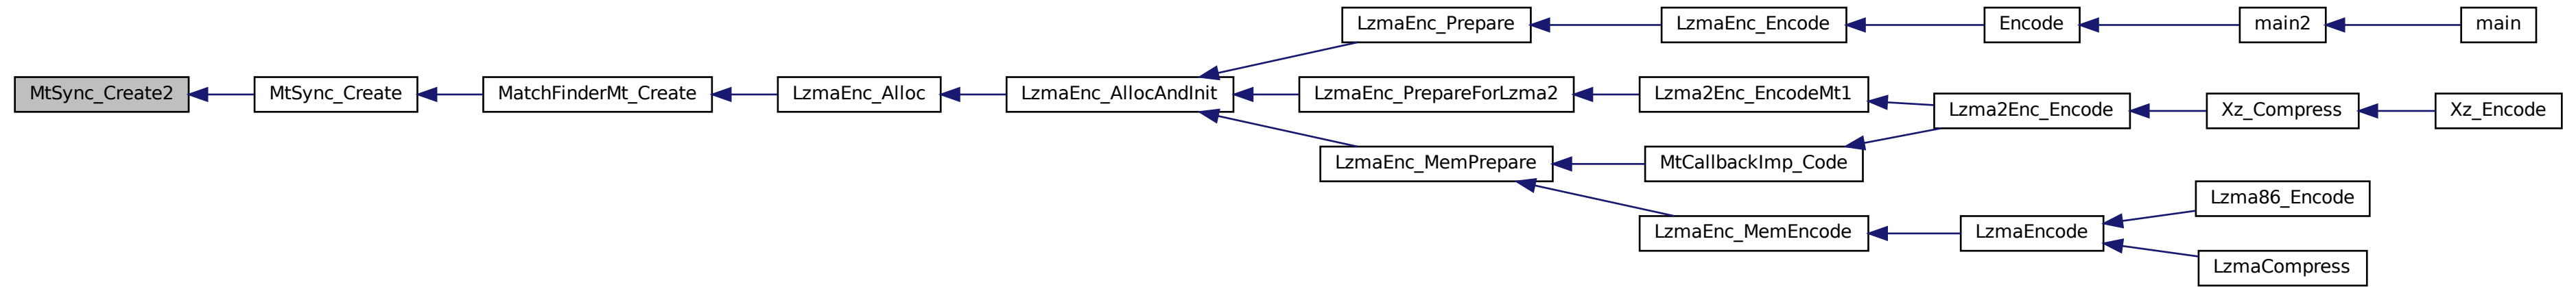 LzmaEnc_Prepare
LzmaEnc_Encode
Encode
main2
main
MtSync_Create2
MtSync_Create
MatchFinderMt_Create
LzmaEnc_Alloc
LzmaEnc_AllocAndInit
LzmaEnc_PrepareForLzma2
Lzma2Enc_EncodeMt1
Lzma2Enc_Encode
Xz_Compress
Xz_Encode
LzmaEnc_MemPrepare
MtCallbackImp_Code
Lzma86_Encode
LzmaEnc_MemEncode
LzmaEncode
LzmaCompress